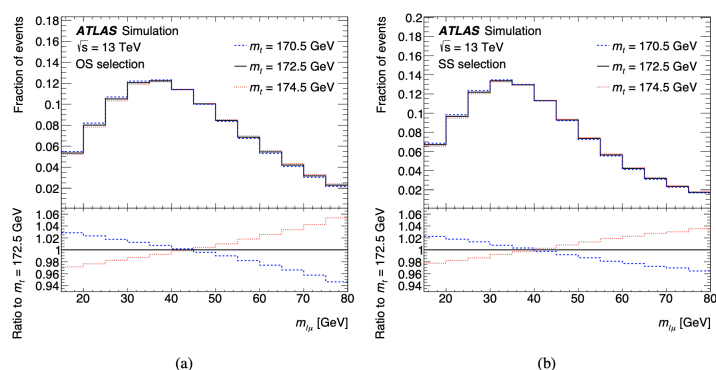 Fraction of events
0.18
0.16
0.14
0.12
0.1
0.08
0.06
0.04
0.02
ATLAS Simulation
√s = 13 TeV
OS selection
m_t = 170.5 GeV
m_t = 172.5 GeV
m_t = 174.5 GeV
Ratio to m_t = 172.5 GeV
1.06
1.04
1.02
1
0.98
0.96
0.94
20 30 40 50 60 70 80
m_lμ [GeV]
(a)
Fraction of events
0.2
0.18
0.16
0.14
0.12
0.1
0.08
0.06
0.04
0.02
ATLAS Simulation
√s = 13 TeV
SS selection
m_t = 170.5 GeV
m_t = 172.5 GeV
m_t = 174.5 GeV
Ratio to m_t = 172.5 GeV
1.06
1.04
1.02
1
0.98
0.96
0.94
20 30 40 50 60 70 80
m_lμ [GeV]
(b)